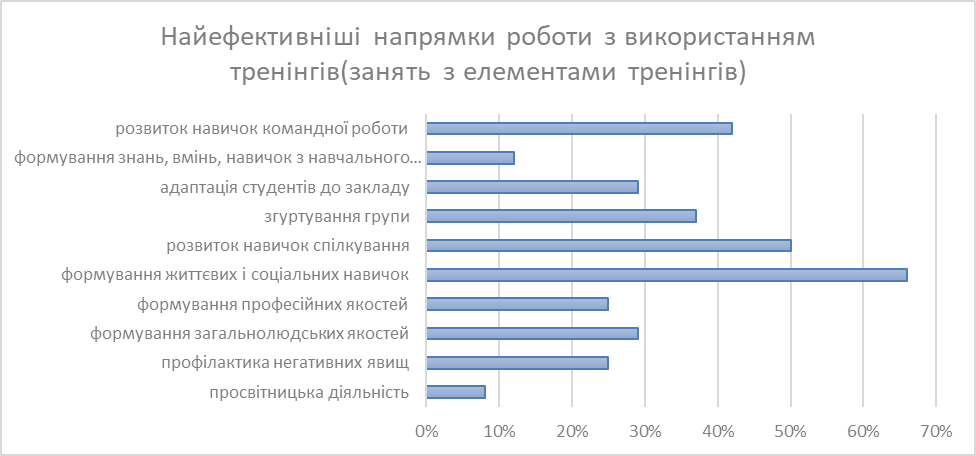 Найефективніші напрямки роботи з використанням
тренінгів(занять з елементами тренінгів)
розвиток навичок командної роботи
формування знань, вмінь, навичок з навчального...
адаптація студентів до закладу
згуртування групи
розвиток навичок спілкування
формування життєвих і соціальних навичок
формування професійних якостей
формування загальнолюдських якостей
профілактика негативних явищ
просвітницька діяльність
0% 10% 20% 30% 40% 50% 60% 70%